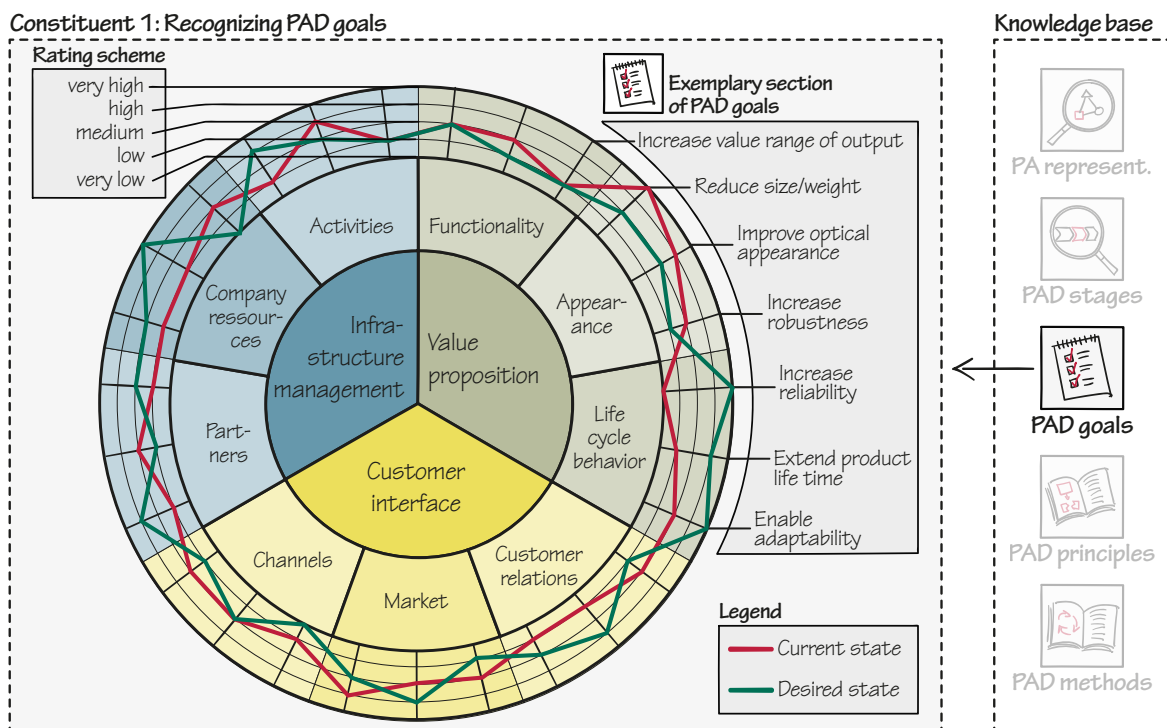 Constituent 1: Recognizing PAD goals
Knowledge base
Rating scheme
very high
high
medium
low
very low
Exemplary section
of PAD goals
Increase value range of output
Reduce size/weight
Improve optical
appearance
Increase
robustness
Increase
reliability
Extend product
life time
Enable
adaptability
Activities
Functionality
Company
ressour-
ces
Appear-
ance
Infra-
structure
management
Value
proposition
Part-
ners
Life
cycle
behavior
Customer
interface
Channels
Market
Customer
relations
Legend
Current state
Desired state
PA represent.
PAD stages
PAD goals
PAD principles
PAD methods